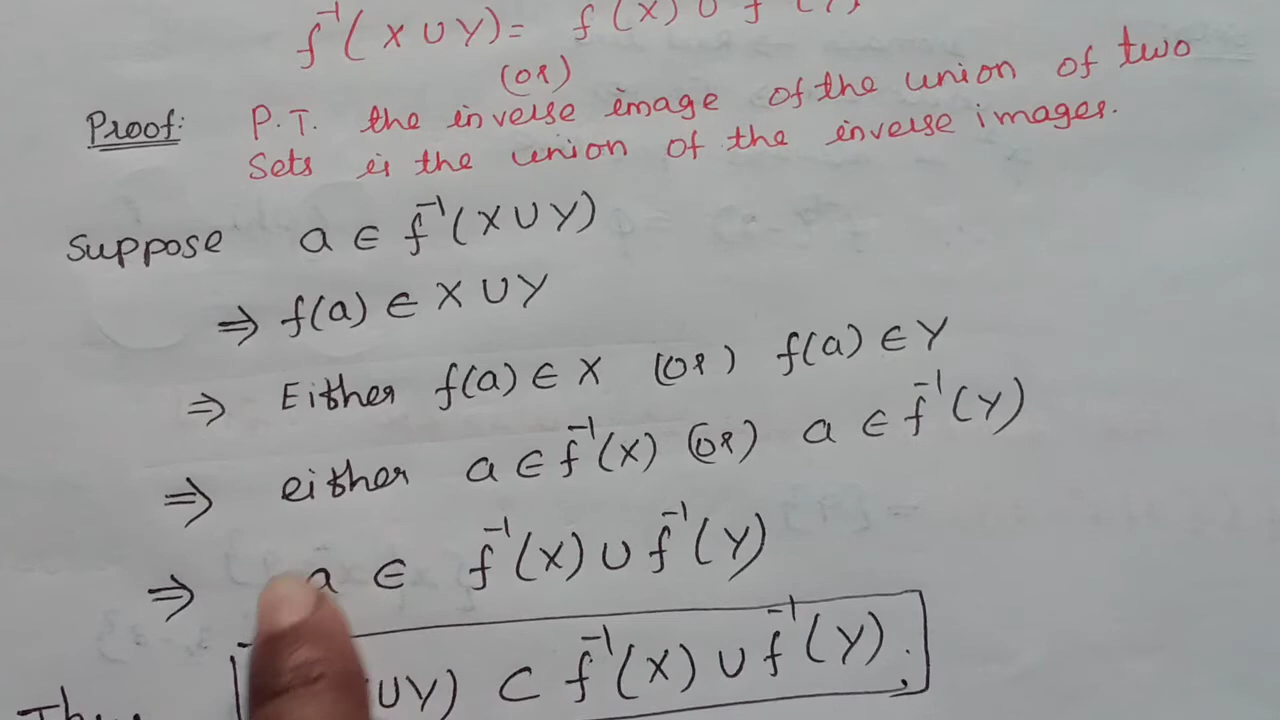 f⁻¹(X∪Y) = f (X) ∪ f (Y)
(or)
Proof: P.T. the inverse image of the union of two
Sets is the union of the inverse images.
Suppose a ∈ f⁻¹(X∪Y)
⇒ f(a) ∈ X∪Y
⇒ Either f(a) ∈ X (or) f(a) ∈ Y
⇒ either a ∈ f⁻¹(X) (or) a ∈ f⁻¹(Y)
⇒ a ∈ f⁻¹(X) ∪ f⁻¹(Y)
∪Y) ⊂ f⁻¹(X) ∪ f⁻¹(Y).